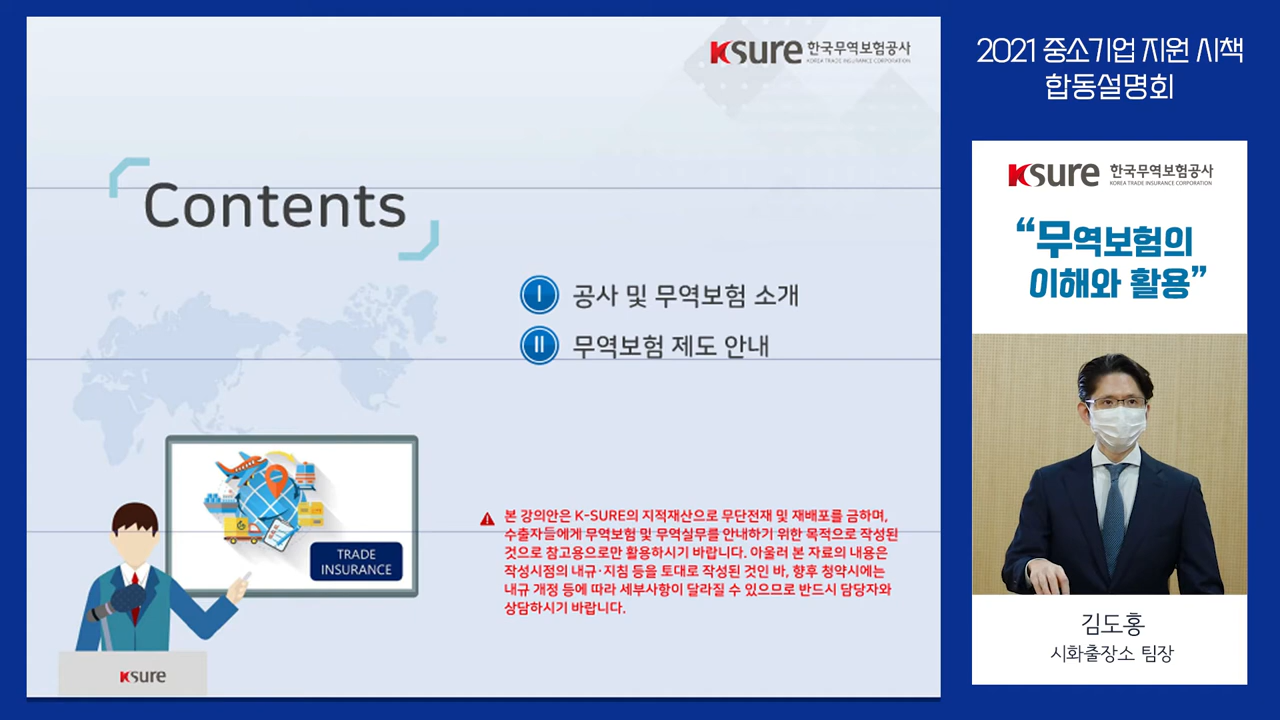 Ksure 한국무역보험공사
KOREA TRADE INSURANCE CORPORATION
Contents
I 공사 및 무역보험 소개
II 무역보험 제도 안내
TRADE
INSURANCE
본 강의안은 K-SURE의 지적재산으로 무단전재 및 재배포를 금하며,
수출자들에게 무역보험 및 무역실무를 안내하기 위한 목적으로 작성된
것으로 참고용으로만 활용하시기 바랍니다. 아울러 본 자료의 내용은
작성시점의 내규·지침 등을 토대로 작성된 것인 바, 향후 청약시에는
내규 개정 등에 따라 세부사항이 달라질 수 있으므로 반드시 담당자와
상담하시기 바랍니다.
Ksure
2021 중소기업 지원 시책
합동설명회
Ksure 한국무역보험공사
KOREA TRADE INSURANCE CORPORATION
“무역보험의
이해와 활용”
김도홍
시화출장소 팀장